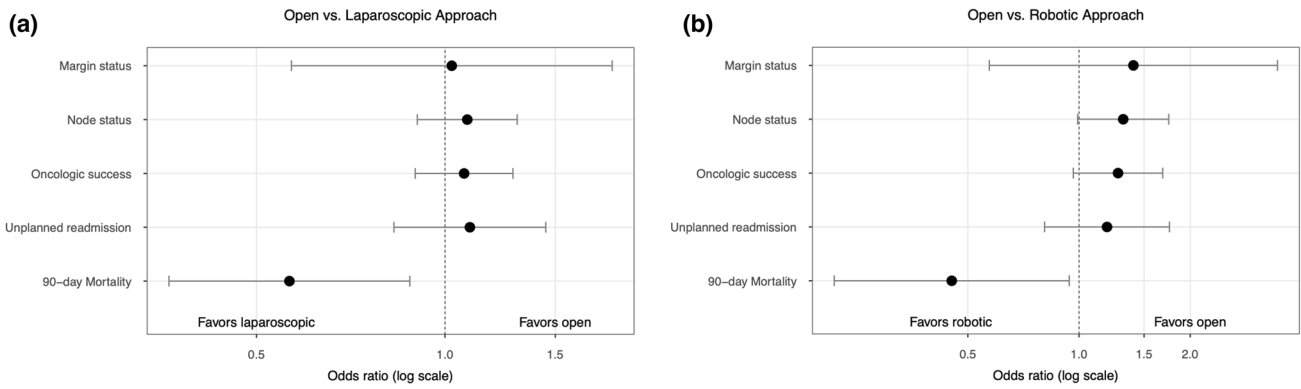 (a)
Open vs. Laparoscopic Approach
Margin status
Node status
Oncologic success
Unplanned readmission
90−day Mortality
Favors laparoscopic
Favors open
0.5
1.0
1.5
Odds ratio (log scale)
(b)
Open vs. Robotic Approach
Margin status
Node status
Oncologic success
Unplanned readmission
90−day Mortality
Favors robotic
Favors open
0.5
1.0
1.5
2.0
Odds ratio (log scale)